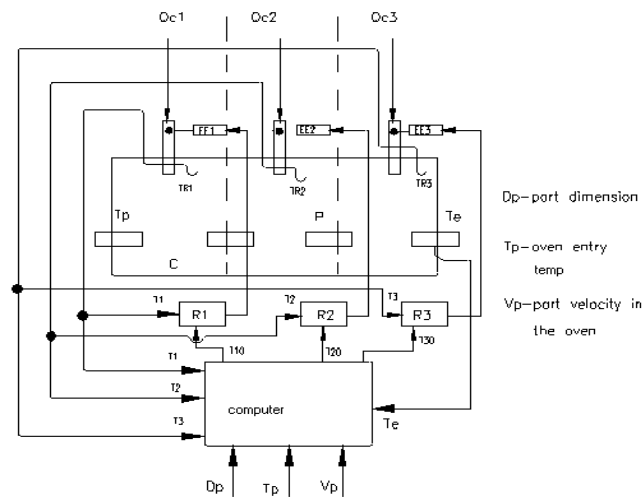 Oc1 Oc2 Oc3
EE1 EE2 EE3
TR1 TR2 TR3
Tp P Te
C
Dp-part dimension
Tp-oven entry
temp
Vp-part velocity in
the oven
T1 R1 T2 R2 T3 R3
T10 T20 T30
T1
T2
computer
T3
Te
Dp Tp Vp